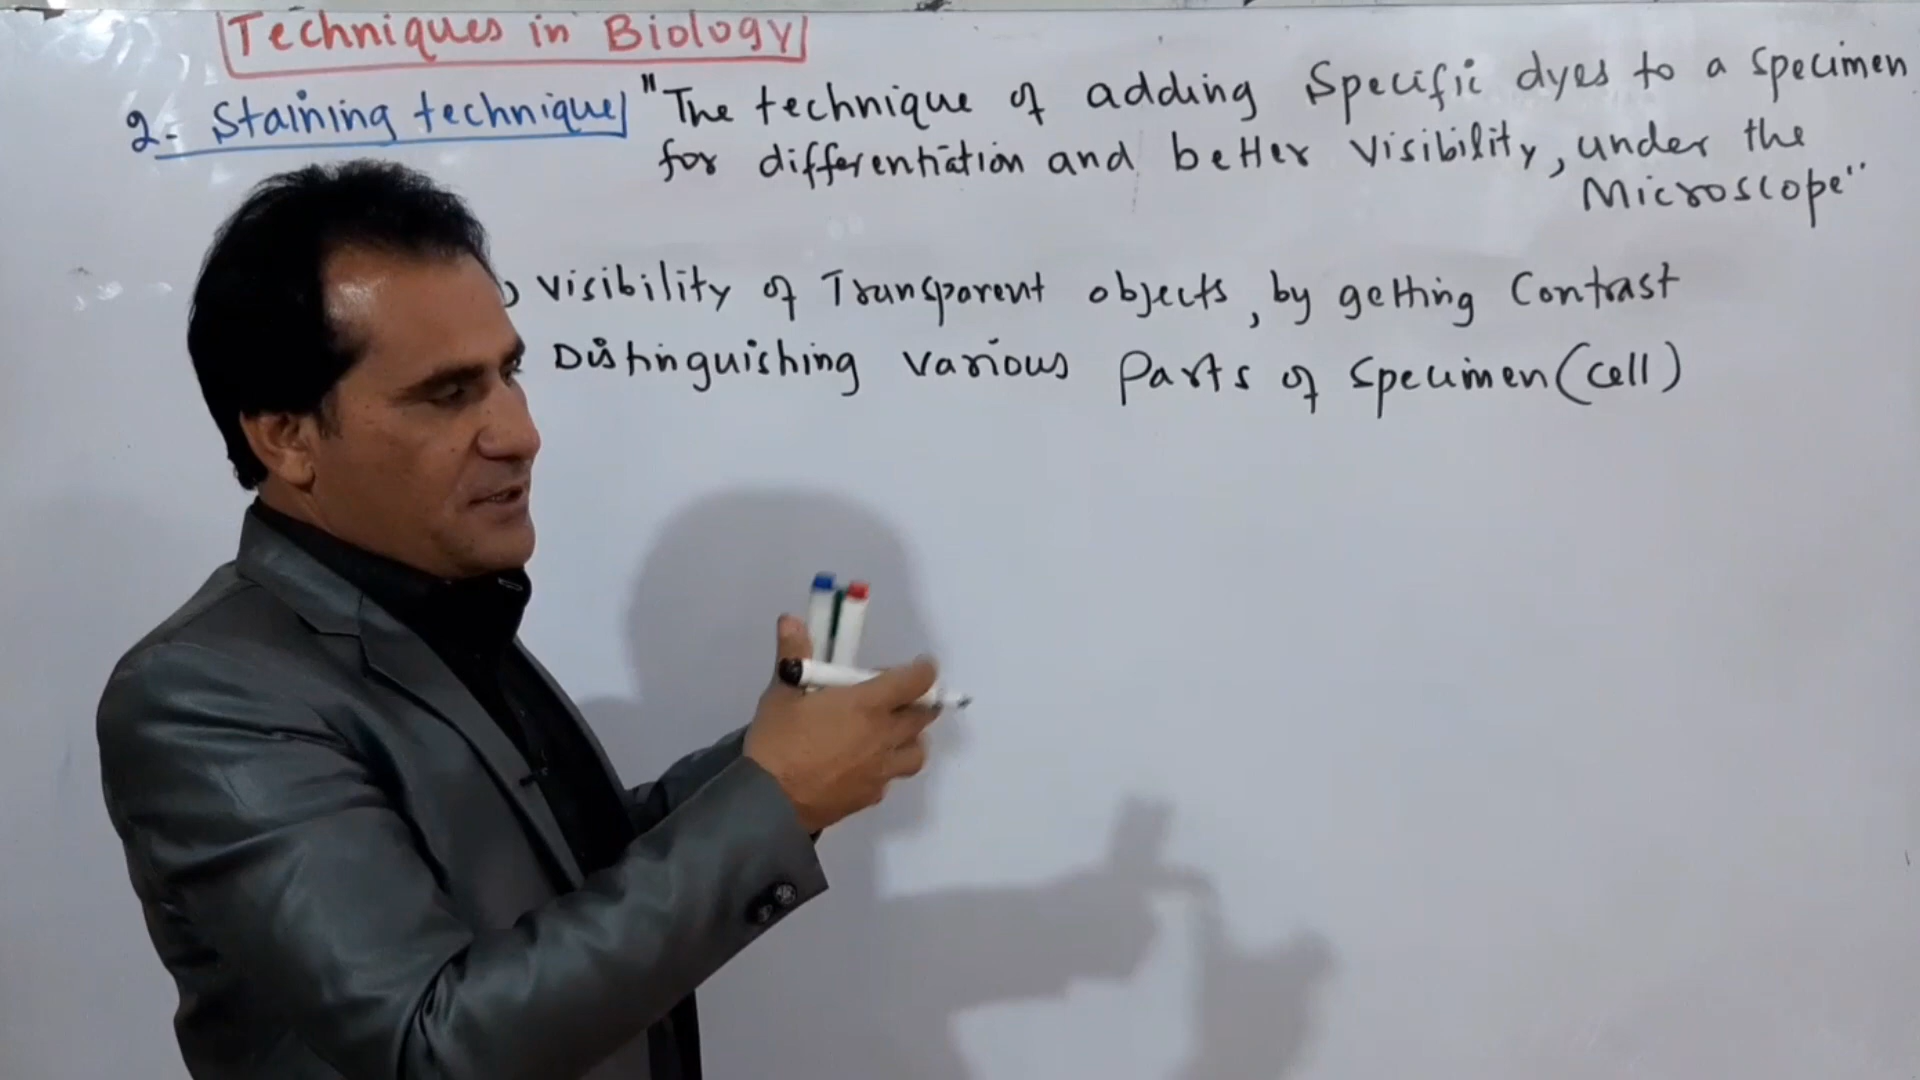 Techniques in Biology
2- Staining technique "The technique of adding Specific dyes to a specimen
for differentiation and better visibility, under the
Microscope"
visibility of Transparent objects, by getting Contrast
Distinguishing various Parts of specimen (cell)